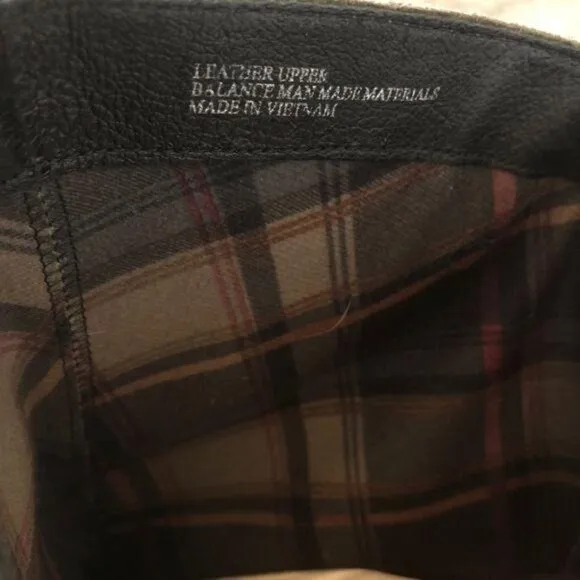 LEATHER UPPER
BALANCE MAN MADE MATERIALS
MADE IN VIETNAM